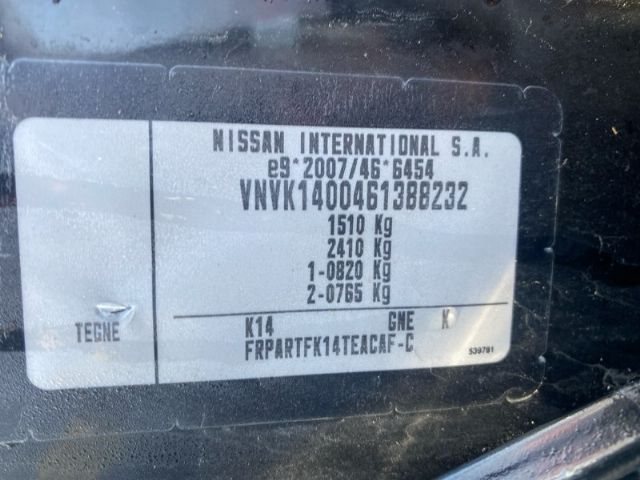 NISSAN INTERNATIONAL S.A.
e9*2007/46*6454
VNVK1400461388232
1510 Kg
2410 Kg
1-0820 Kg
2-0765 Kg
TEGNE
K14 GNE K
FRPARTFK14TEACAF-C
539781